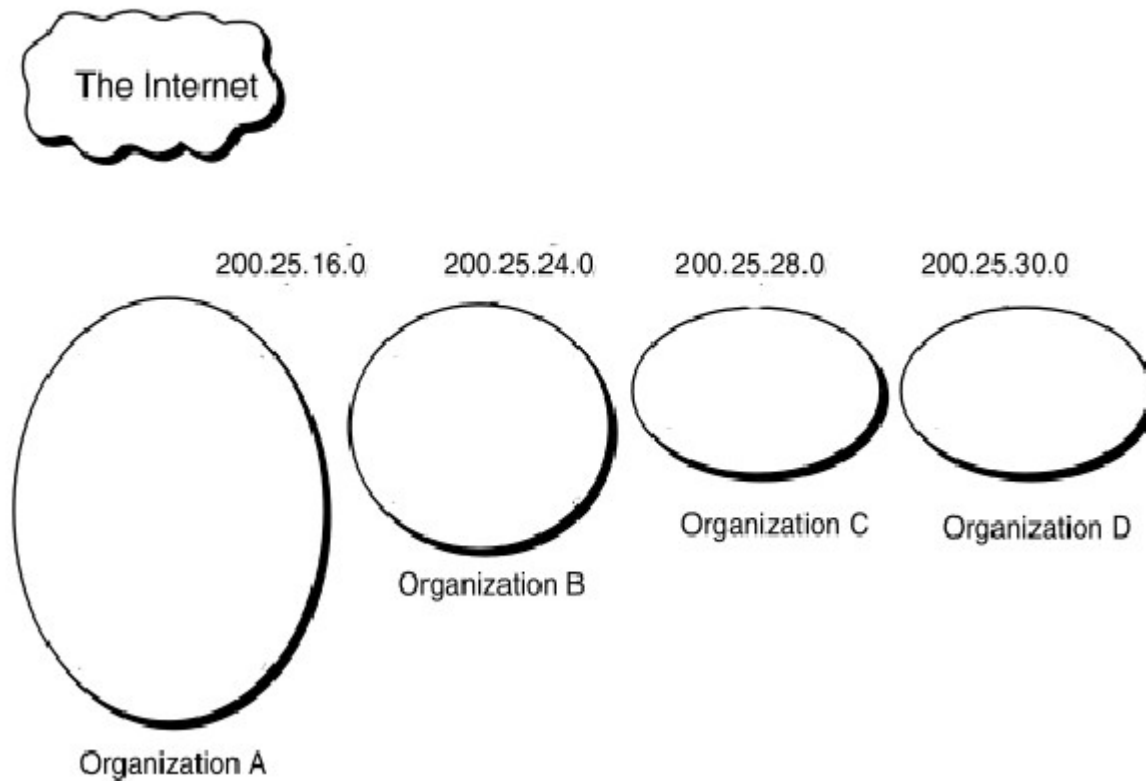 The Internet
200.25.16.0 200.25.24.0 200.25.28.0 200.25.30.0
Organization C Organization D
Organization B
Organization A